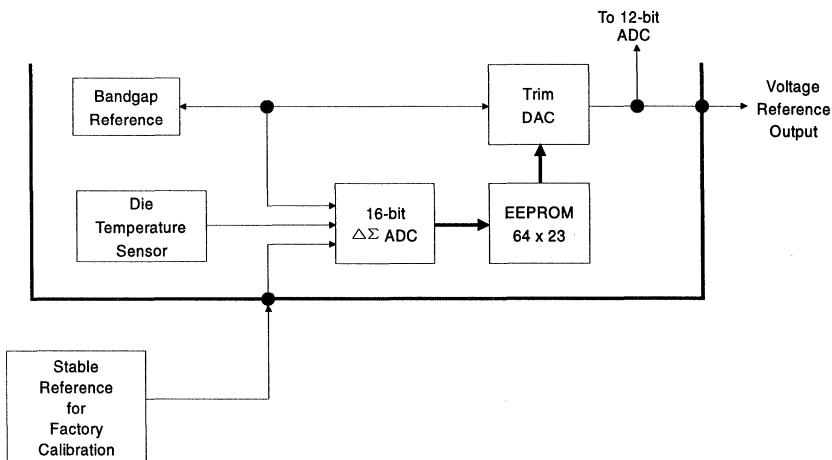 To 12-bit
ADC
Bandgap
Reference
Trim
DAC
Voltage
Reference
Output
Die
Temperature
Sensor
16-bit
ΔΣ ADC
EEPROM
64 x 23
Stable
Reference
for
Factory
Calibration